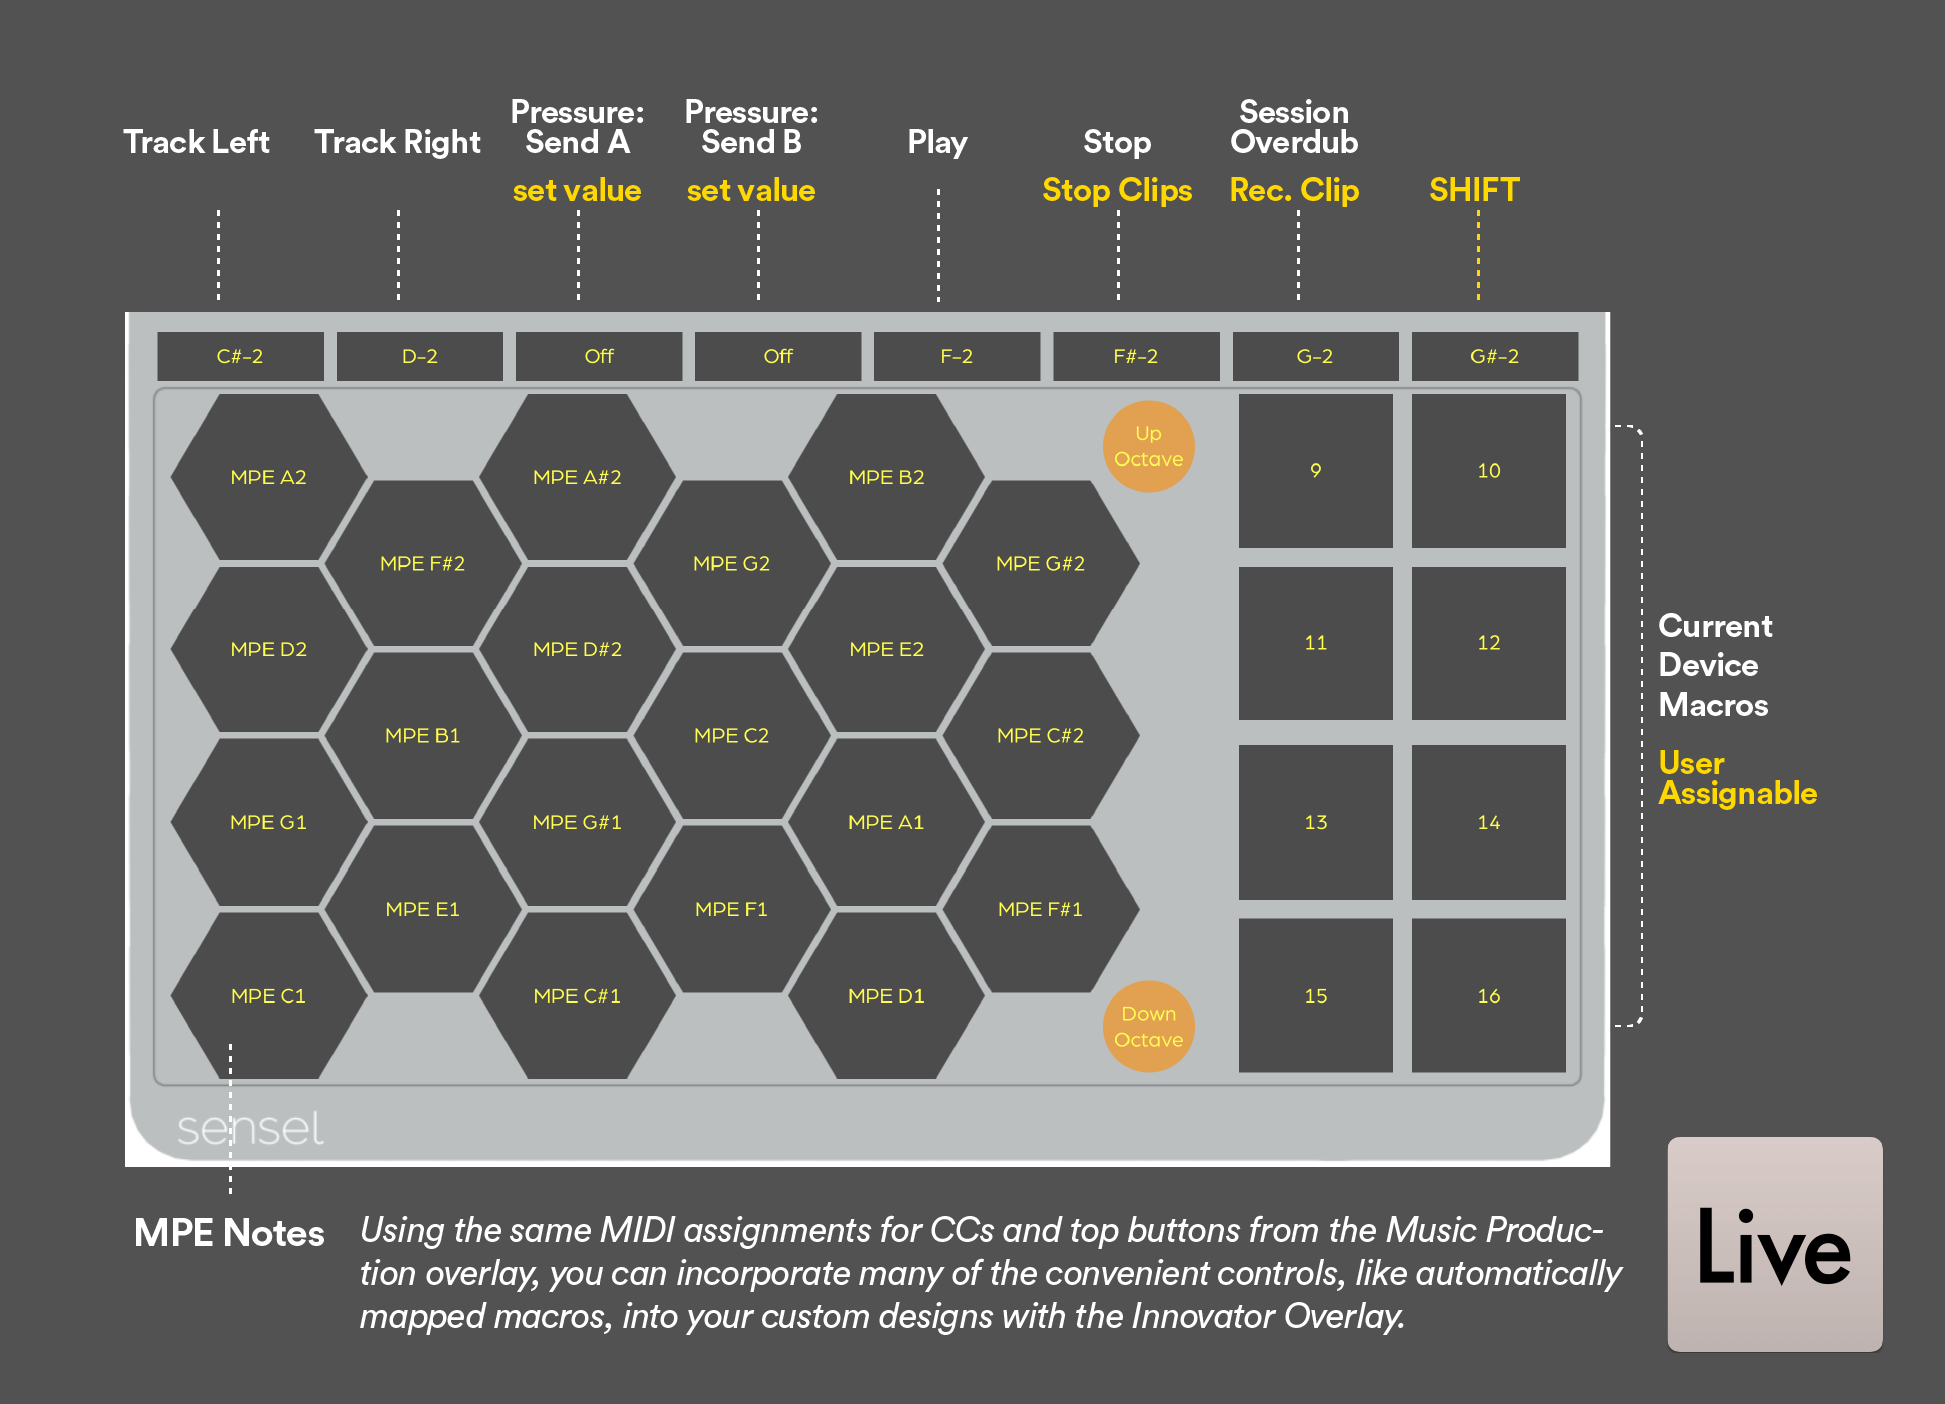 Track Left
Track Right
Pressure:
Send A
set value
Pressure:
Send B
set value
Play
Stop
Stop Clips
Session
Overdub
Rec. Clip
SHIFT
C#-2
D-2
Off
Off
F-2
F#-2
G-2
G#-2
MPE A2
MPE A#2
MPE B2
Up
Octave
9
10
MPE F#2
MPE G2
MPE G#2
MPE D2
MPE D#2
MPE E2
11
12
MPE B1
MPE C2
MPE C#2
MPE G1
MPE G#1
MPE A1
13
14
MPE E1
MPE F1
MPE F#1
MPE C1
MPE C#1
MPE D1
Down
Octave
15
16
Current
Device
Macros
User
Assignable
sensel
MPE Notes
Using the same MIDI assignments for CCs and top buttons from the Music Produc-
tion overlay, you can incorporate many of the convenient controls, like automatically
mapped macros, into your custom designs with the Innovator Overlay.
Live